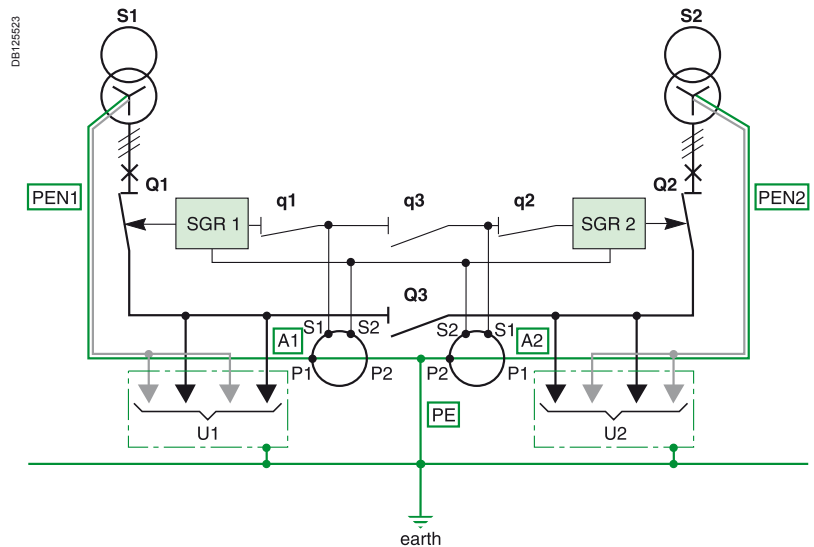 DB125523
S1
S2
Q1
Q2
PEN1
PEN2
SGR 1
q1
q3
q2
SGR 2
Q3
A1
S1
S2
S2
S1
A2
P1
P2
P2
P1
U1
PE
U2
earth